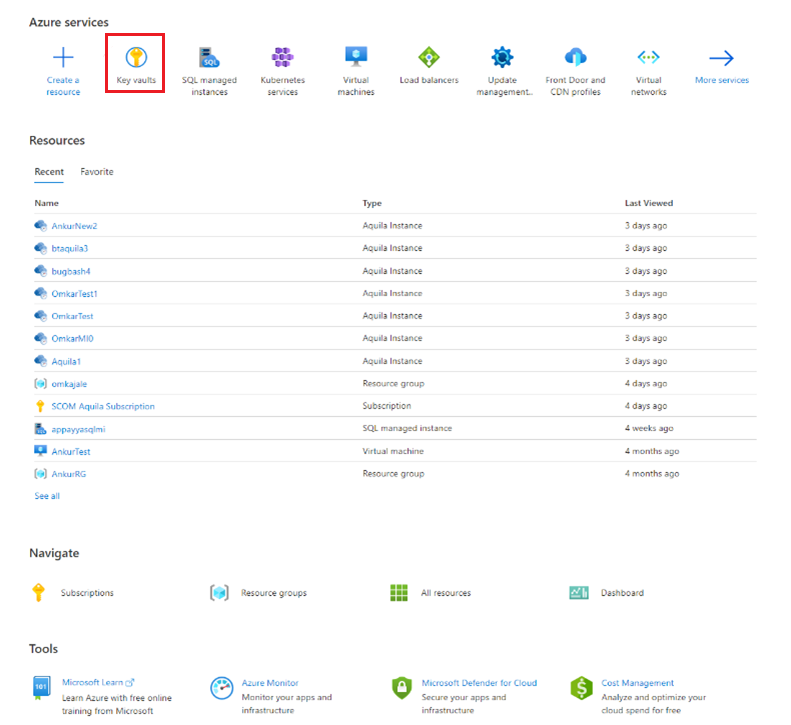 Azure services
Create a resource
Key vaults
SQL managed instances
Kubernetes services
Virtual machines
Load balancers
Update management...
Front Door and CDN profiles
Virtual networks
More services
Resources
Recent Favorite
Name Type Last Viewed
AnkurNew2 Aquila Instance 3 days ago
btaquila3 Aquila Instance 3 days ago
bugbash4 Aquila Instance 3 days ago
OmkarTest1 Aquila Instance 3 days ago
OmkarTest Aquila Instance 3 days ago
OmkarMI0 Aquila Instance 3 days ago
Aquila1 Aquila Instance 3 days ago
omkajale Resource group 4 days ago
SCOM Aquila Subscription Subscription 4 days ago
appayyasqlmi SQL managed instance 4 weeks ago
AnkurTest Virtual machine 4 months ago
AnkurRG Resource group 4 months ago
See all
Navigate
Subscriptions Resource groups All resources Dashboard
Tools
Microsoft Learn
Learn Azure with free online
training from Microsoft
Azure Monitor
Monitor your apps and
infrastructure
Microsoft Defender for Cloud
Secure your apps and
infrastructure
Cost Management
Analyze and optimize your
cloud spend for free